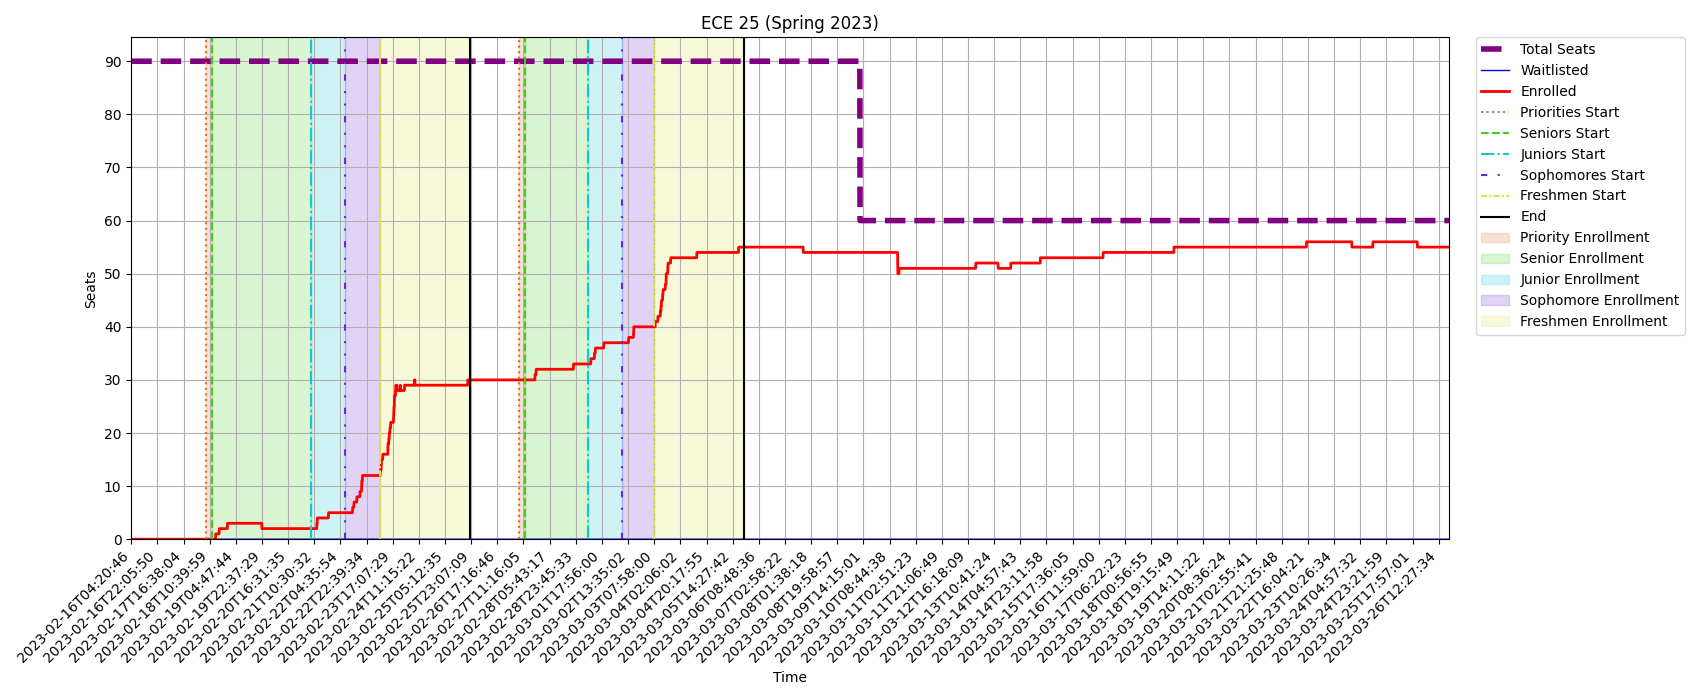 ECE 25 (Spring 2023)
Seats
90
80
70
60
50
40
30
20
10
0
Total Seats
Waitlisted
Enrolled
Priorities Start
Seniors Start
Juniors Start
Sophomores Start
Freshmen Start
End
Priority Enrollment
Senior Enrollment
Junior Enrollment
Sophomore Enrollment
Freshmen Enrollment
2023-02-16T04:20:46
2023-02-16T22:05:50
2023-02-17T16:38:04
2023-02-18T10:39:59
2023-02-19T04:47:44
2023-02-19T22:37:29
2023-02-20T16:31:35
2023-02-21T10:30:32
2023-02-22T04:35:54
2023-02-22T22:39:34
2023-02-23T17:07:29
2023-02-24T11:15:22
2023-02-25T05:12:35
2023-02-25T23:07:09
2023-02-26T17:16:46
2023-02-27T11:16:05
2023-02-28T05:43:17
2023-02-28T23:45:33
2023-03-01T17:56:00
2023-03-02T13:35:02
2023-03-03T07:58:00
2023-03-04T02:06:02
2023-03-04T20:17:55
2023-03-05T14:27:42
2023-03-06T08:48:36
2023-03-07T02:58:22
2023-03-08T01:38:18
2023-03-08T19:58:57
2023-03-09T14:15:01
2023-03-10T08:44:38
2023-03-11T02:51:23
2023-03-11T21:06:49
2023-03-12T16:18:09
2023-03-13T10:41:24
2023-03-14T04:57:43
2023-03-14T23:11:58
2023-03-15T17:36:05
2023-03-16T11:59:00
2023-03-17T06:22:23
2023-03-18T00:56:55
2023-03-18T19:15:49
2023-03-19T14:11:22
2023-03-20T08:36:24
2023-03-21T02:55:41
2023-03-21T21:25:48
2023-03-22T16:04:21
2023-03-23T10:26:34
2023-03-24T04:57:32
2023-03-24T23:21:59
2023-03-25T17:57:01
2023-03-26T12:27:34
Time